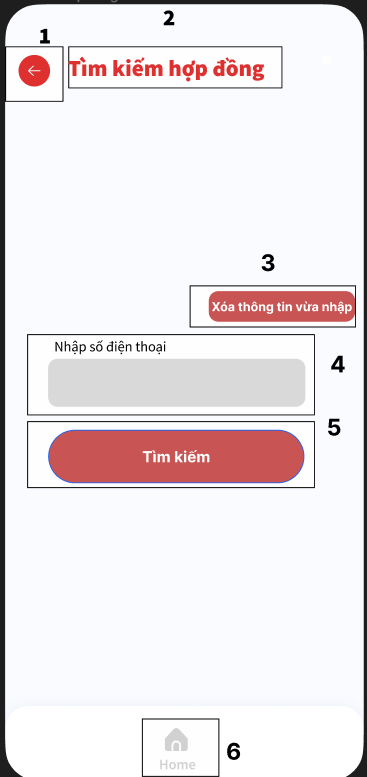 2
1
Tìm kiếm hợp đồng
3
Xóa thông tin vừa nhập
Nhập số điện thoại
4
5
Tìm kiếm
6
Home